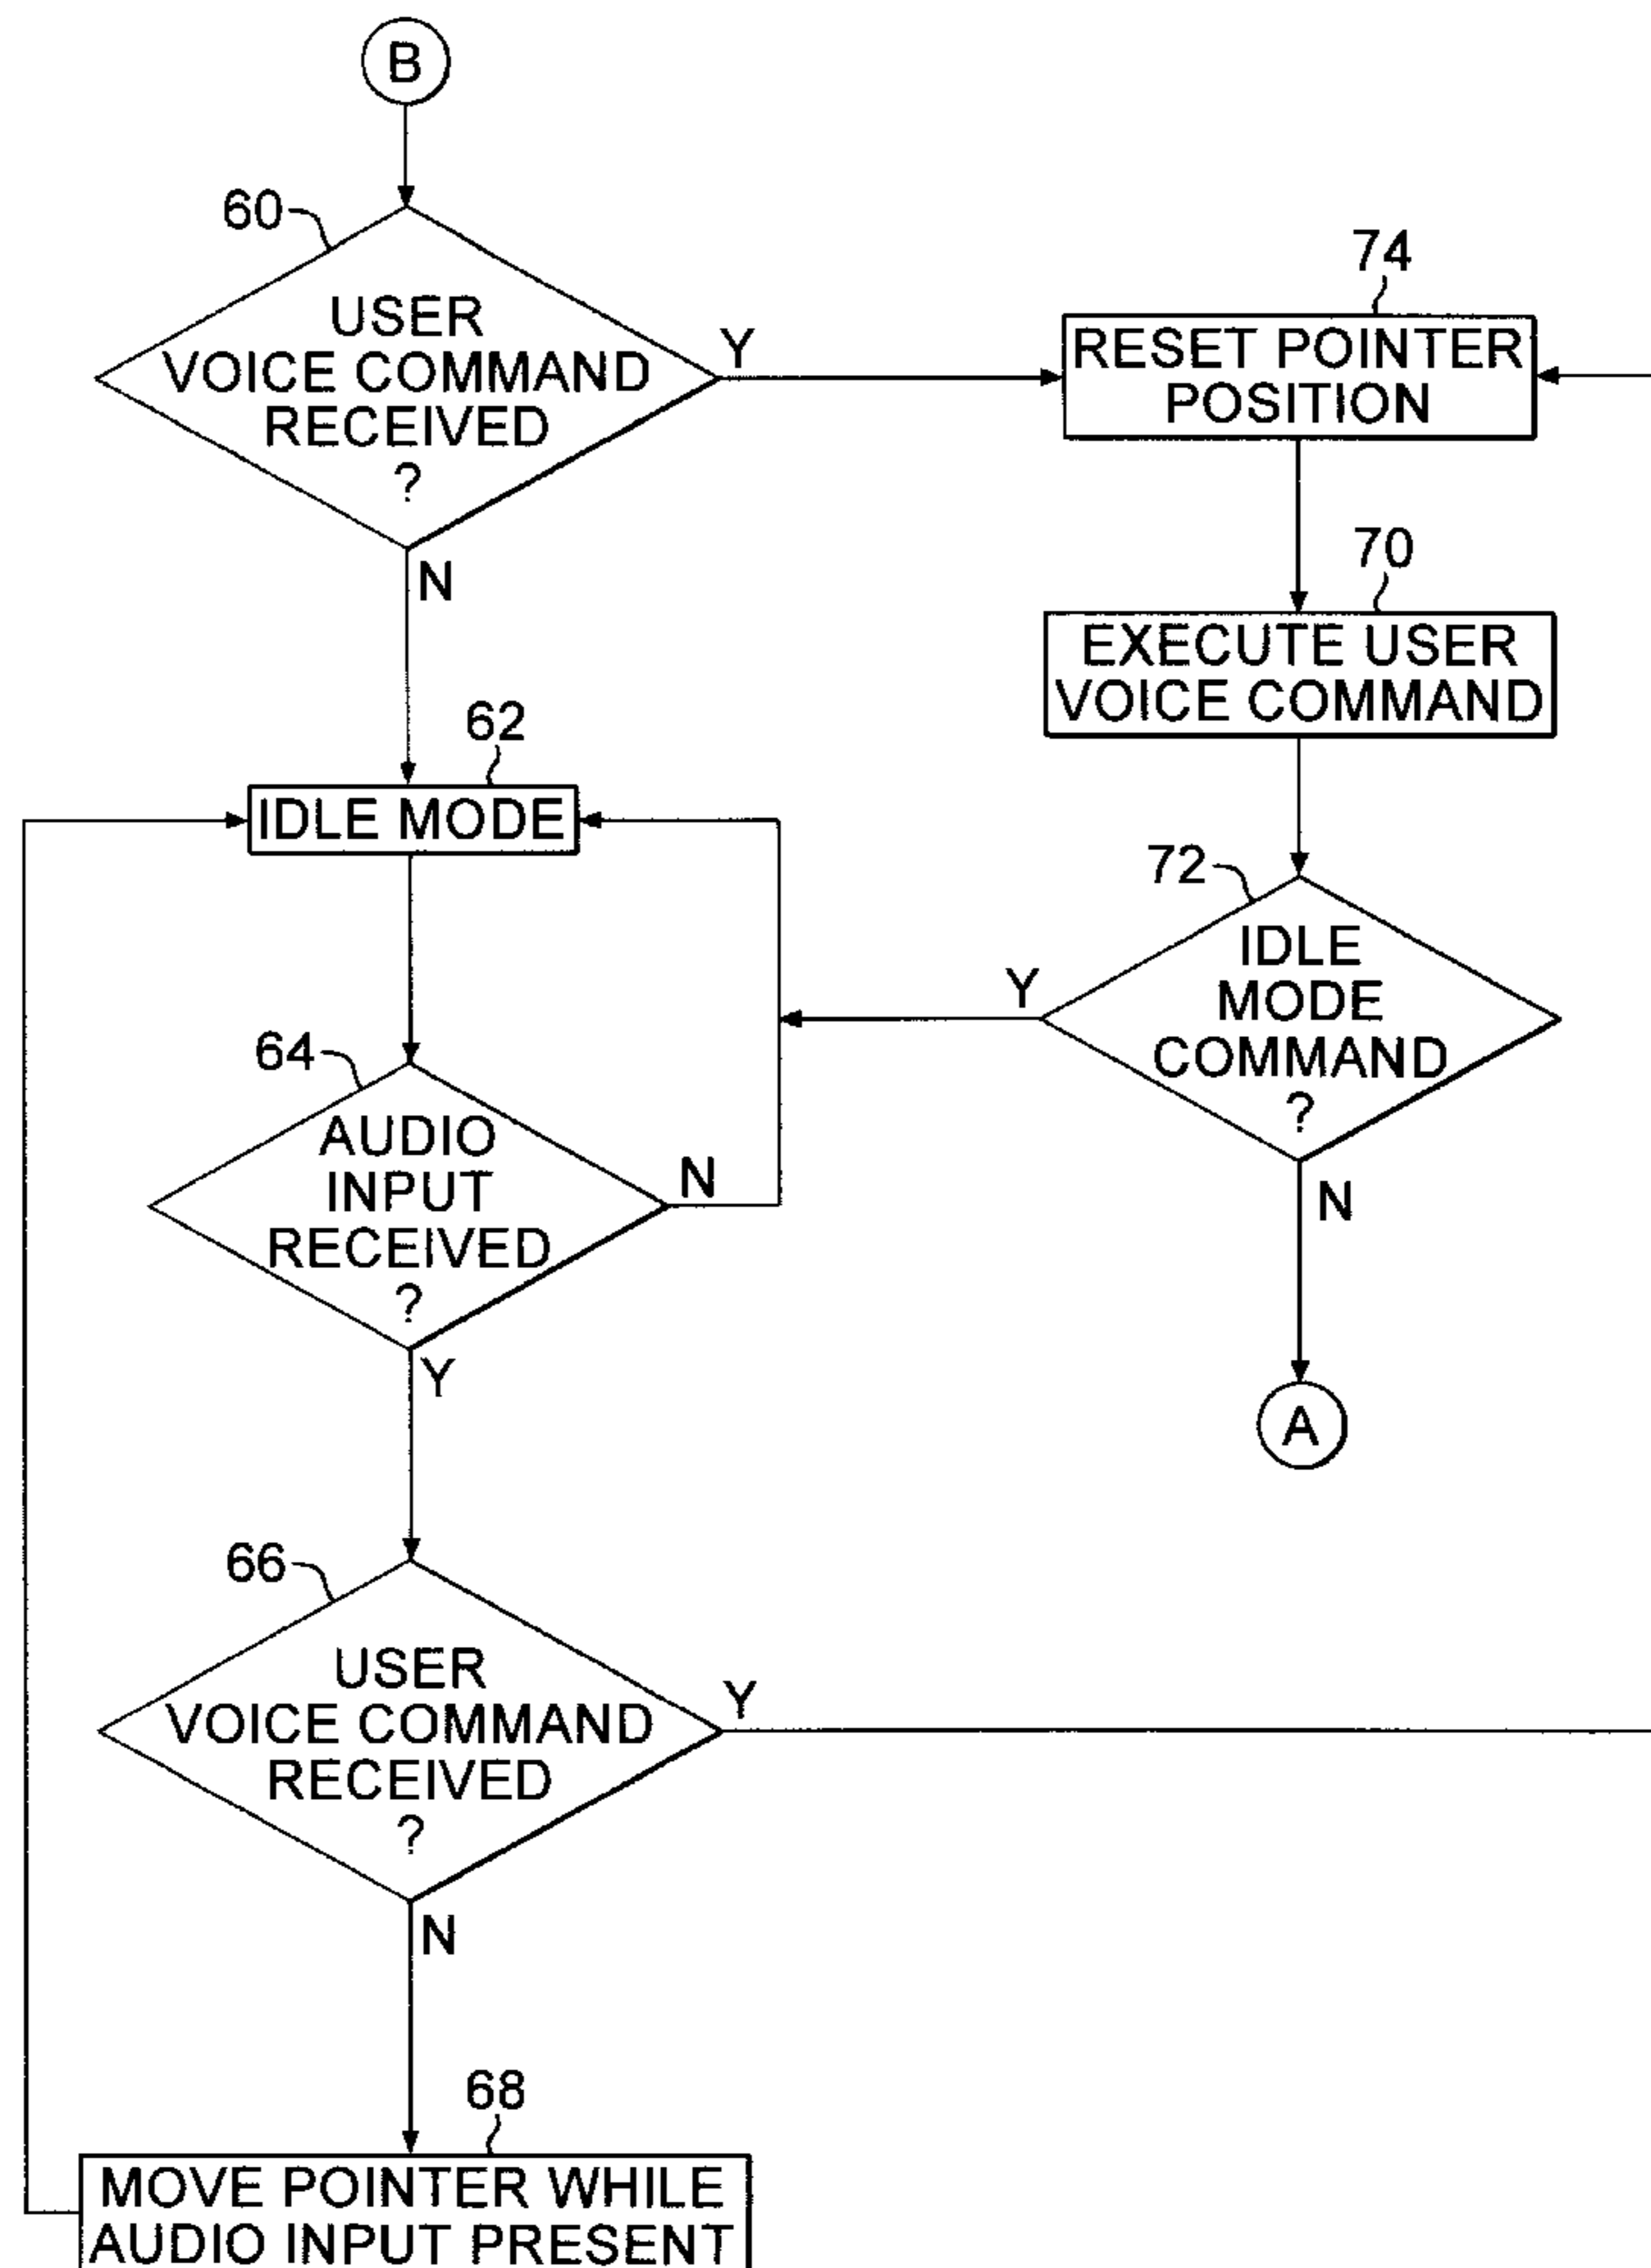 B
60
USER
VOICE COMMAND
RECEIVED
?
Y
N
74
RESET POINTER
POSITION
70
EXECUTE USER
VOICE COMMAND
62
IDLE MODE
72
IDLE
MODE
COMMAND
?
Y
N
A
64
AUDIO
INPUT
RECEIVED
?
N
Y
66
USER
VOICE COMMAND
RECEIVED
?
Y
N
68
MOVE POINTER WHILE
AUDIO INPUT PRESENT